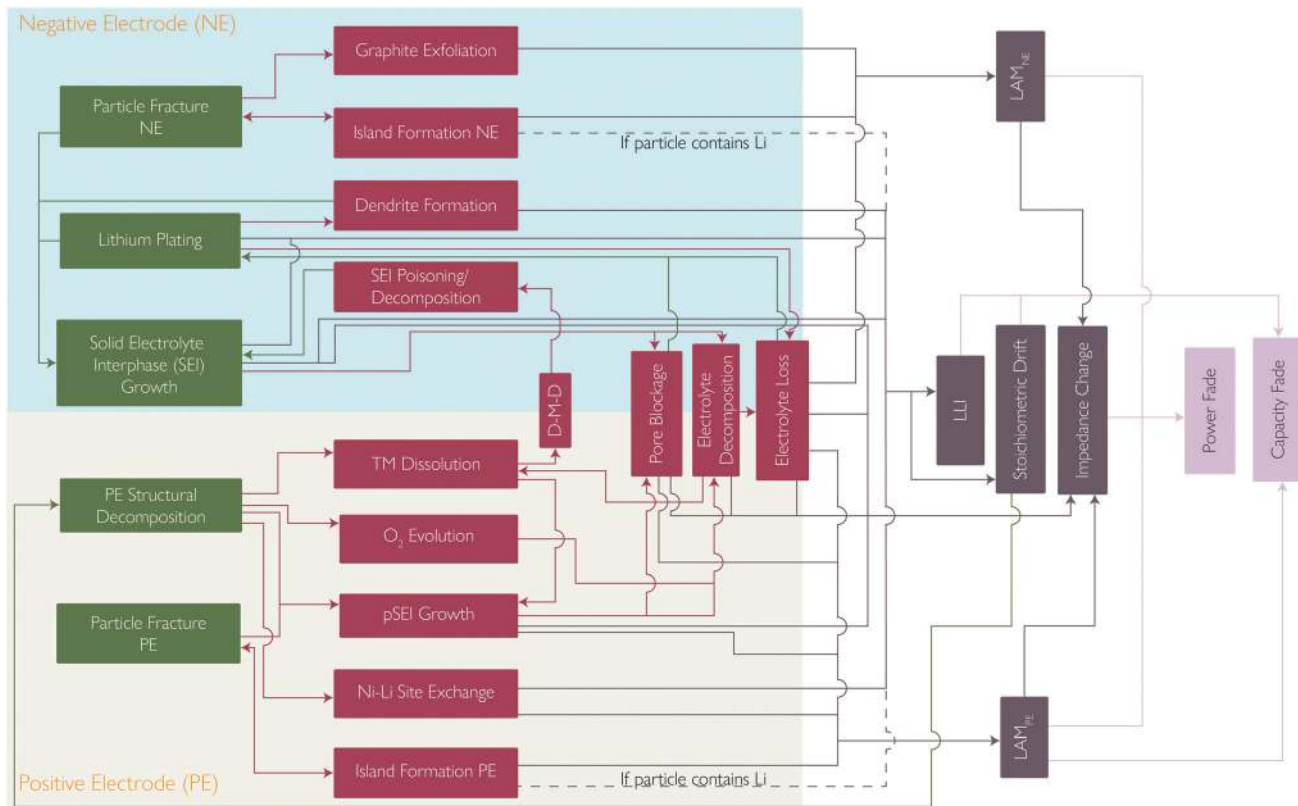 Negative Electrode (NE)
Graphite Exfoliation
Particle Fracture
NE
Island Formation NE
If particle contains Li
Dendrite Formation
Lithium Plating
SEI Poisoning/
Decomposition
Solid Electrolyte
Interphase (SEI)
Growth
D-M-D
Pore Blockage
Electrolyte
Decomposition
Electrolyte Loss
TM Dissolution
PE Structural
Decomposition
O₂ Evolution
pSEI Growth
Particle Fracture
PE
Ni-Li Site Exchange
Island Formation PE
If particle contains Li
Positive Electrode (PE)
LAM_NE
LLI
Stoichiometric Drift
Impedance Change
Power Fade
Capacity Fade
LAM_PE